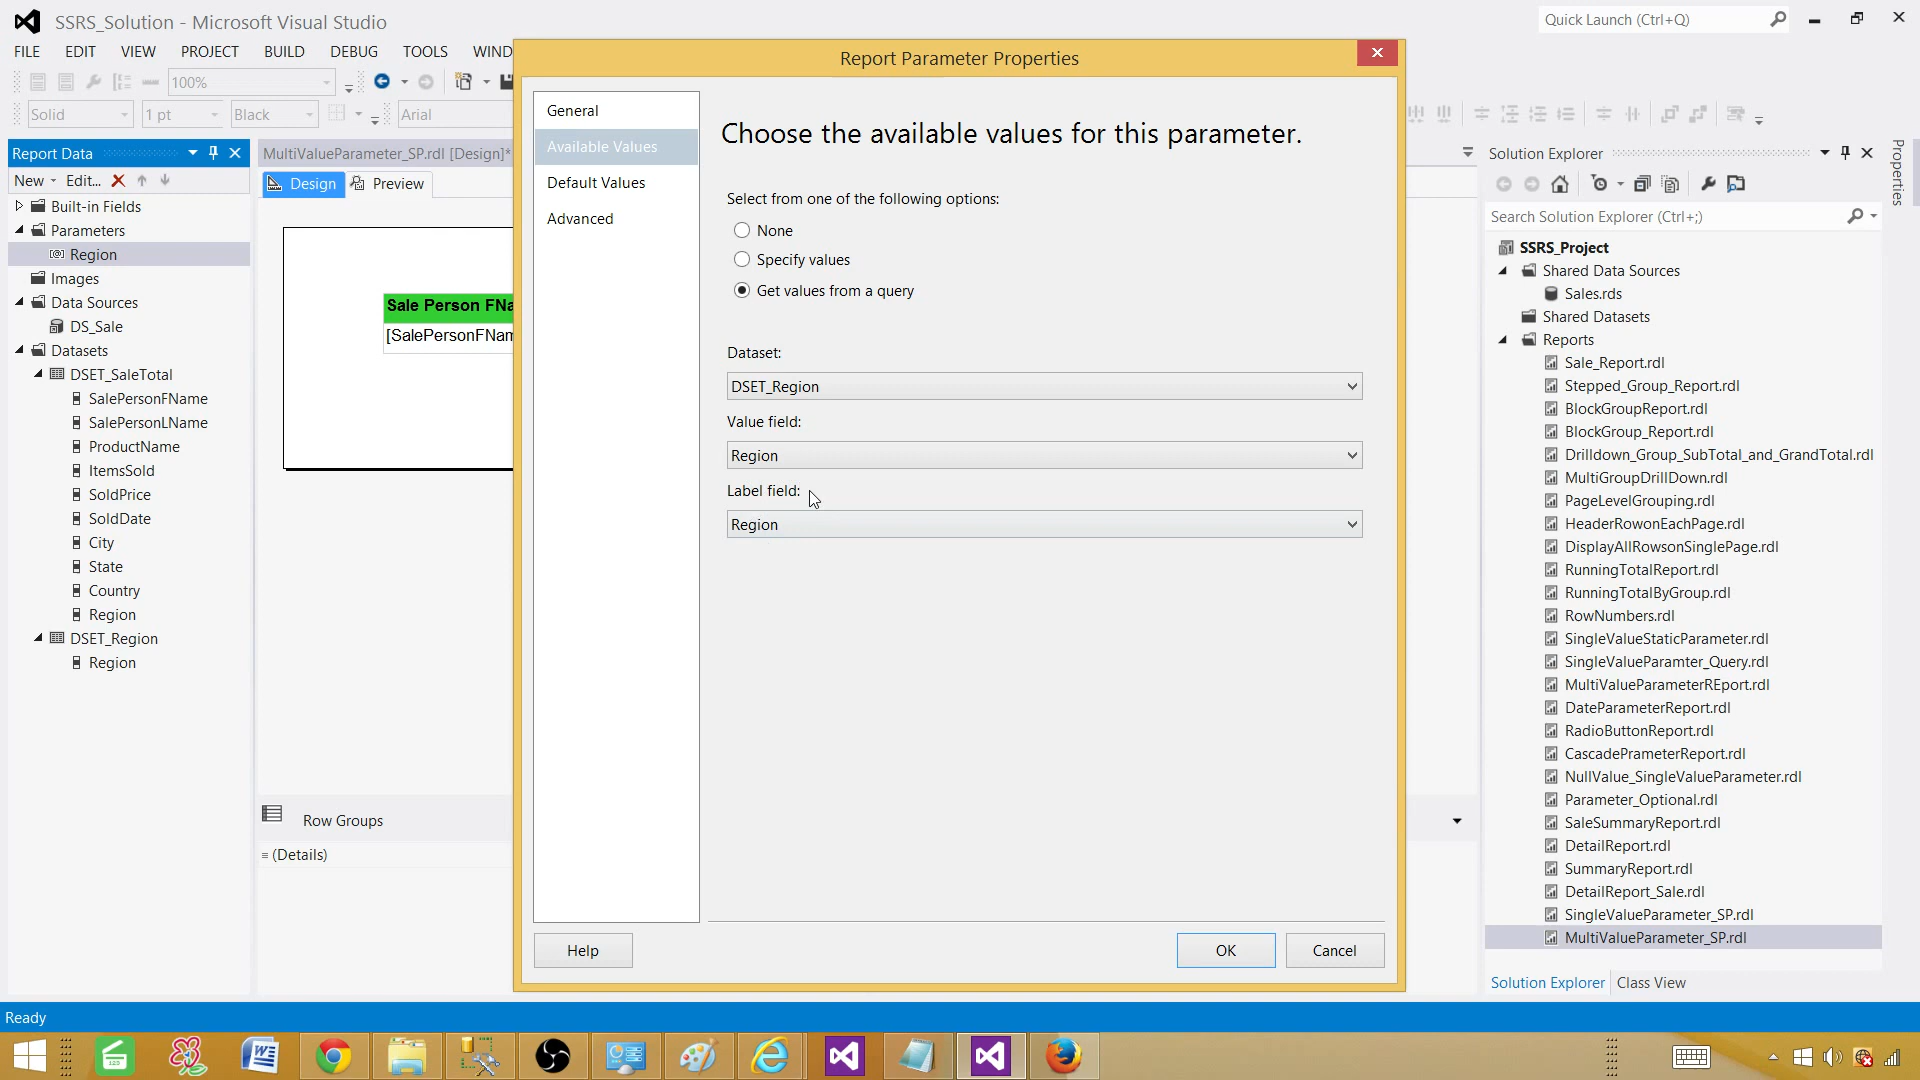 SSRS_Solution - Microsoft Visual Studio
Quick Launch (Ctrl+Q)
FILE EDIT VIEW PROJECT BUILD DEBUG TOOLS WIND
100%
Solid 1 pt Black Arial
Report Data
New Edit...
Built-in Fields
Parameters
Region
Images
Data Sources
DS_Sale
Datasets
DSET_SaleTotal
SalePersonFName
SalePersonLName
ProductName
ItemsSold
SoldPrice
SoldDate
City
State
Country
Region
DSET_Region
Region
MultiValueParameter_SP.rdl [Design]*
Design Preview
Sale Person FNa
[SalePersonFNam
Row Groups
(Details)
Report Parameter Properties
General
Available Values
Default Values
Advanced
Choose the available values for this parameter.
Select from one of the following options:
None
Specify values
Get values from a query
Dataset:
DSET_Region
Value field:
Region
Label field:
Region
Help
OK
Cancel
Solution Explorer
Search Solution Explorer (Ctrl+;)
SSRS_Project
Shared Data Sources
Sales.rds
Shared Datasets
Reports
Sale_Report.rdl
Stepped_Group_Report.rdl
BlockGroupReport.rdl
BlockGroup_Report.rdl
Drilldown_Group_SubTotal_and_GrandTotal.rdl
MultiGroupDrillDown.rdl
PageLevelGrouping.rdl
HeaderRowonEachPage.rdl
DisplayAllRowsonSinglePage.rdl
RunningTotalReport.rdl
RunningTotalByGroup.rdl
RowNumbers.rdl
SingleValueStaticParameter.rdl
SingleValueParamter_Query.rdl
MultiValueParameterREport.rdl
DateParameterReport.rdl
RadioButtonReport.rdl
CascadePrameterReport.rdl
NullValue_SingleValueParameter.rdl
Parameter_Optional.rdl
SaleSummaryReport.rdl
DetailReport.rdl
SummaryReport.rdl
DetailReport_Sale.rdl
SingleValueParameter_SP.rdl
MultiValueParameter_SP.rdl
Solution Explorer Class View
Properties
Ready